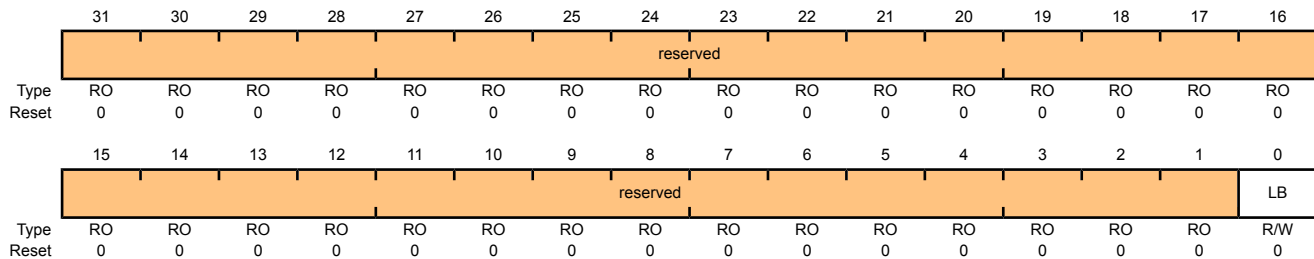 31 30 29 28 27 26 25 24 23 22 21 20 19 18 17 16
reserved
Type RO RO RO RO RO RO RO RO RO RO RO RO RO RO RO RO
Reset 0 0 0 0 0 0 0 0 0 0 0 0 0 0 0 0
15 14 13 12 11 10 9 8 7 6 5 4 3 2 1 0
reserved LB
Type RO RO RO RO RO RO RO RO RO RO RO RO RO RO RO R/W
Reset 0 0 0 0 0 0 0 0 0 0 0 0 0 0 0 0